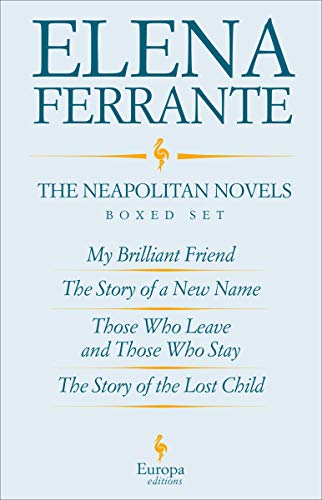 ELENA
FERRANTE
THE NEAPOLITAN NOVELS
BOXED SET
My Brilliant Friend
The Story of a New Name
Those Who Leave
and Those Who Stay
The Story of the Lost Child
Europa
editions